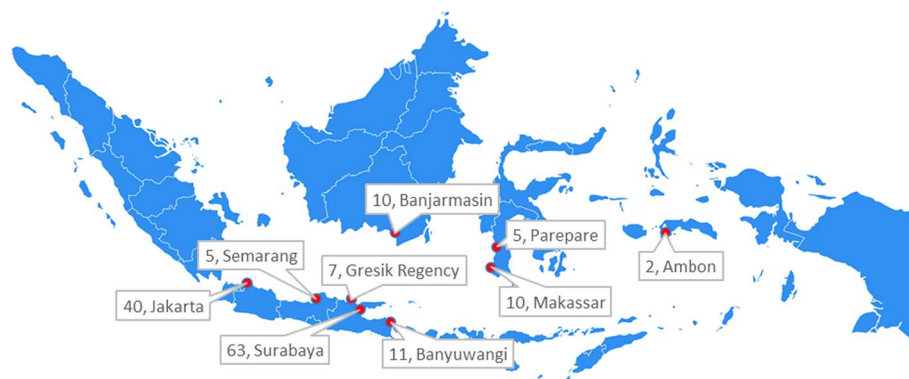 10, Banjarmasin
5, Parepare
5, Semarang
7, Gresik Regency
2, Ambon
40, Jakarta
10, Makassar
63, Surabaya
11, Banyuwangi